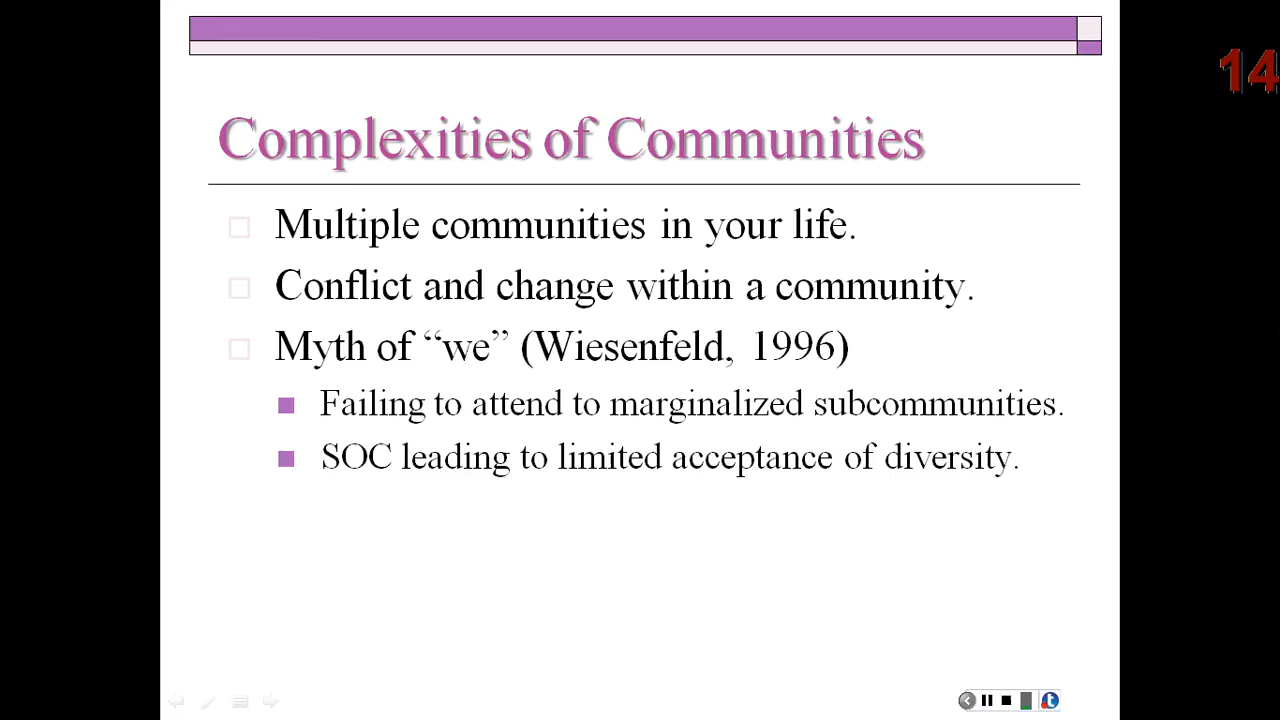 14
Complexities of Communities
Multiple communities in your life.
Conflict and change within a community.
Myth of “we” (Wiesenfeld, 1996)
Failing to attend to marginalized subcommunities.
SOC leading to limited acceptance of diversity.